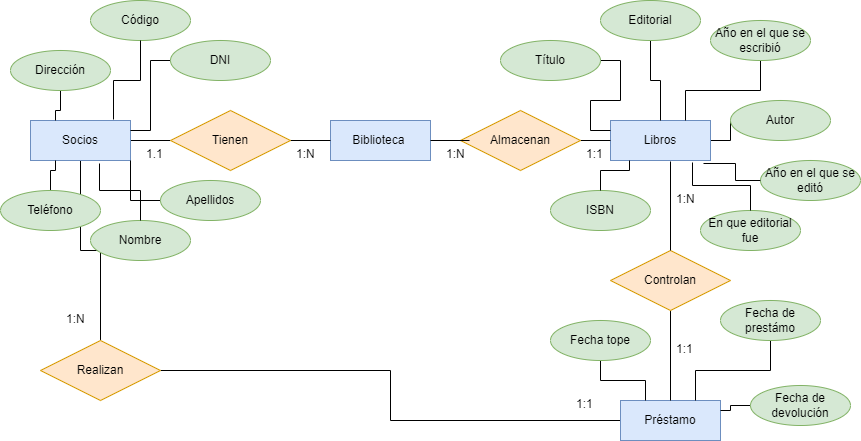 Código
Editorial
Año en el que se
escribió
Dirección
DNI
Título
Autor
Socios
Tienen
Biblioteca
Almacenan
Libros
1.1
1:N
1:N
1:1
Año en el que se
editó
Teléfono
Apellidos
ISBN
1:N
En que editorial
fue
Nombre
Controlan
1:N
Fecha tope
Fecha de
prestámo
1:1
Realizan
1:1
Préstamo
Fecha de
devolución